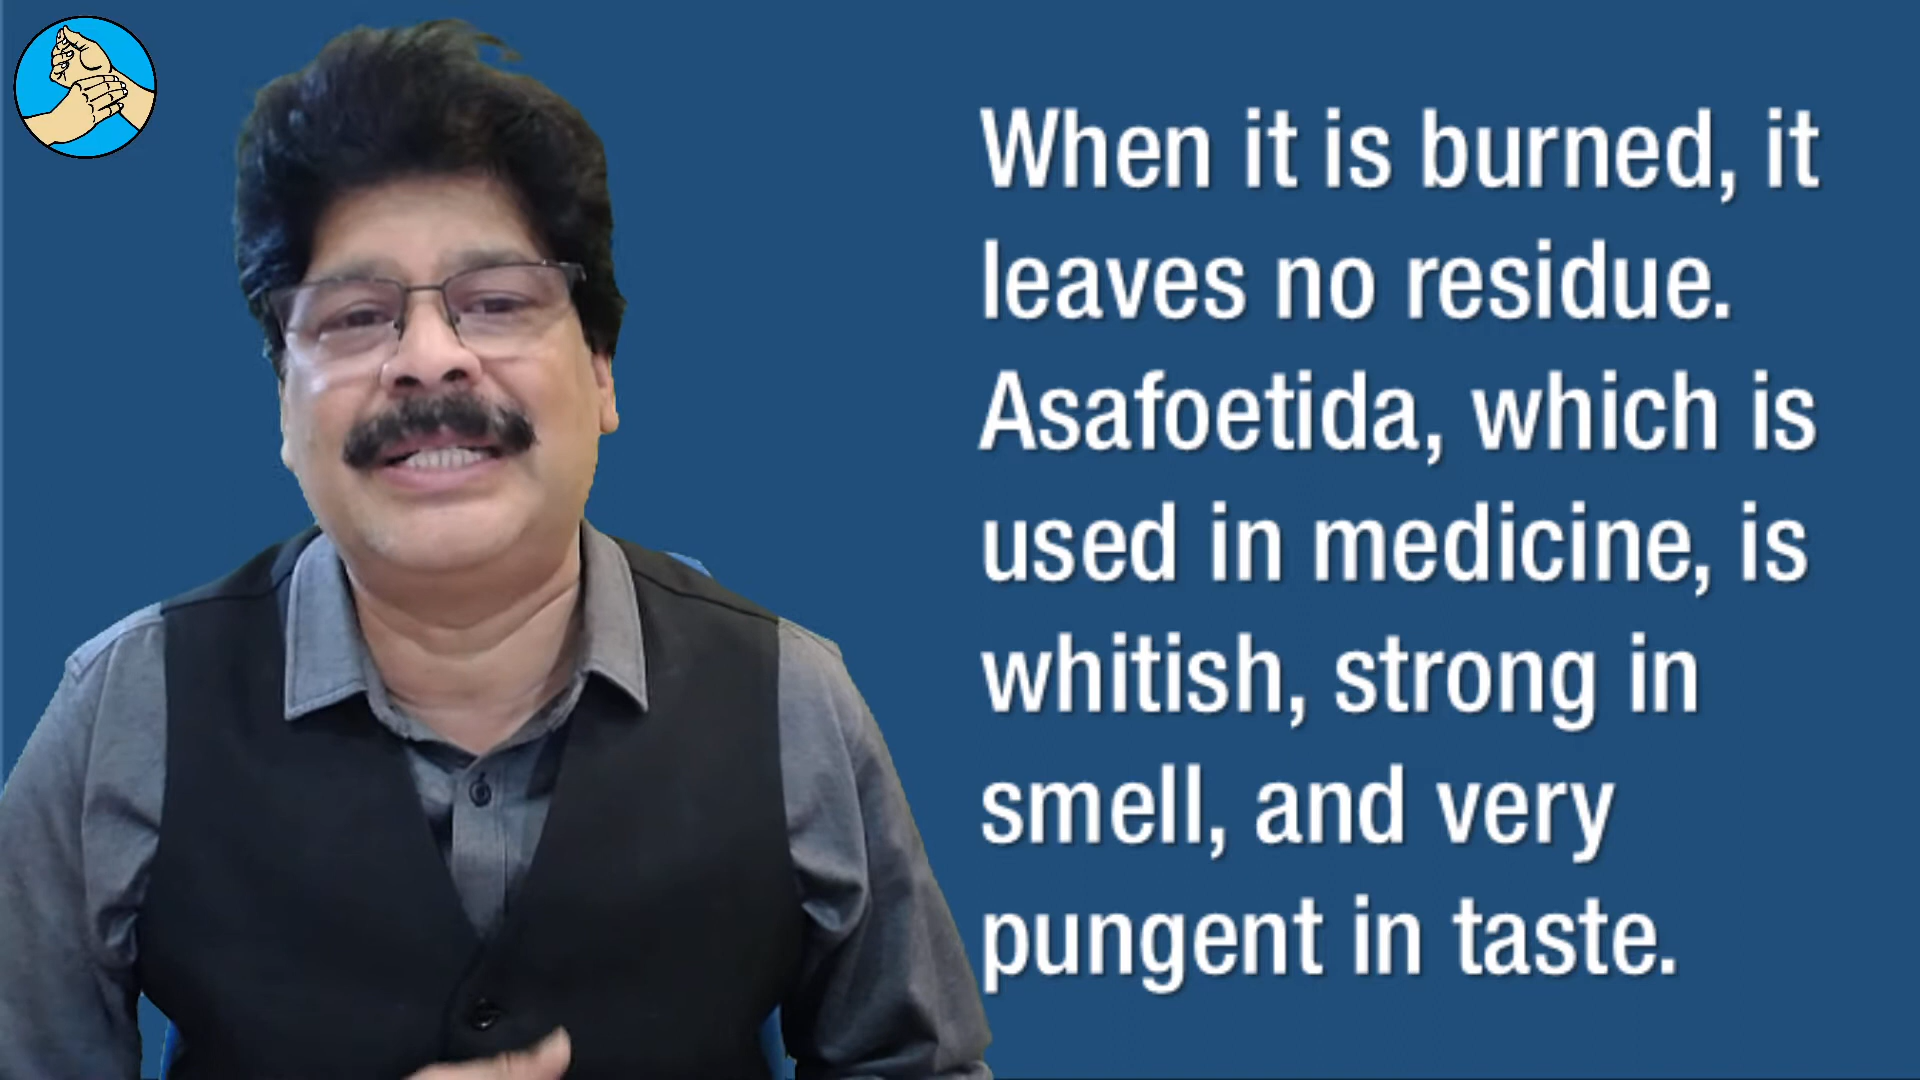 When it is burned, it
leaves no residue.
Asafoetida, which is
used in medicine, is
whitish, strong in
smell, and very
pungent in taste.